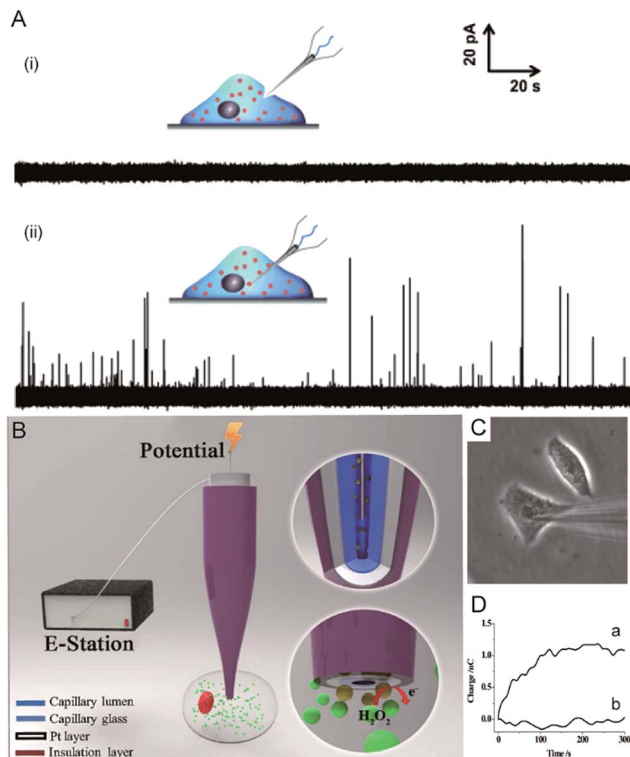 A
(i)
20 pA
20 s
(ii)
B
Potential
E-Station
Capillary lumen
Capillary glass
Pt layer
Insulation layer
e-
H2O2
C
D
Charge /nC
1.5
1.0
0.5
0.0
a
b
0
100
200
300
Time /s